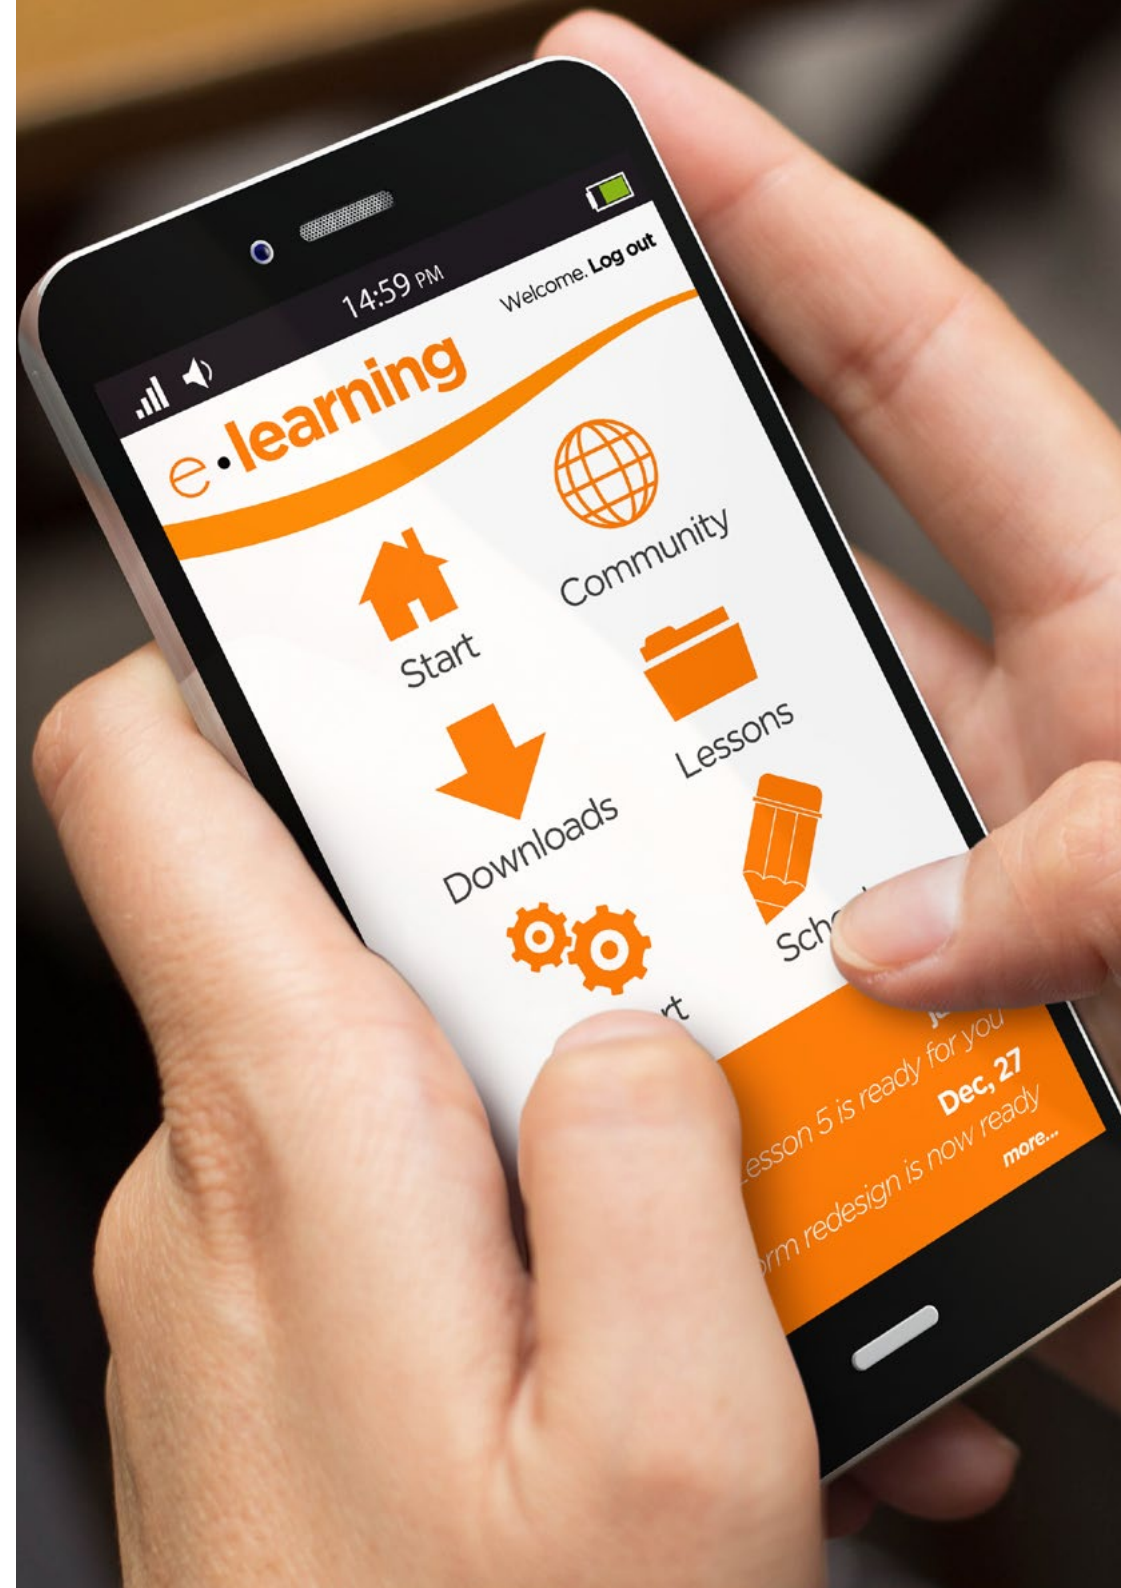 14:59 PM
Welcome. Log out
e·learning
Start
Community
Downloads
Lessons
5 is ready for you
Dec, 27
redesign is now ready
more...